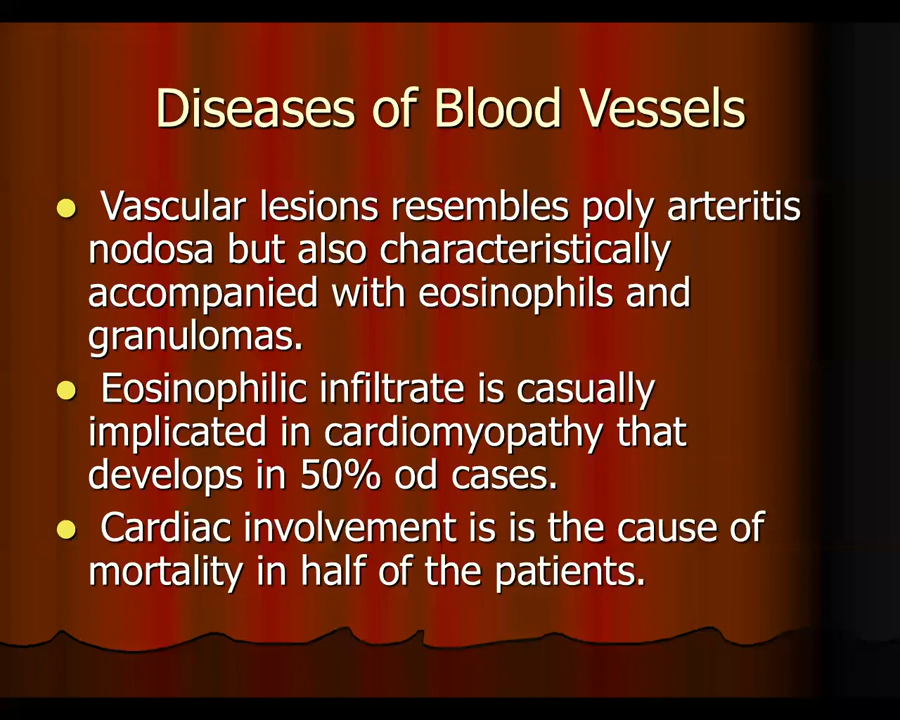 Diseases of Blood Vessels
Vascular lesions resembles poly arteritis
nodosa but also characteristically
accompanied with eosinophils and
granulomas.
Eosinophilic infiltrate is casually
implicated in cardiomyopathy that
develops in 50% od cases.
Cardiac involvement is is the cause of
mortality in half of the patients.